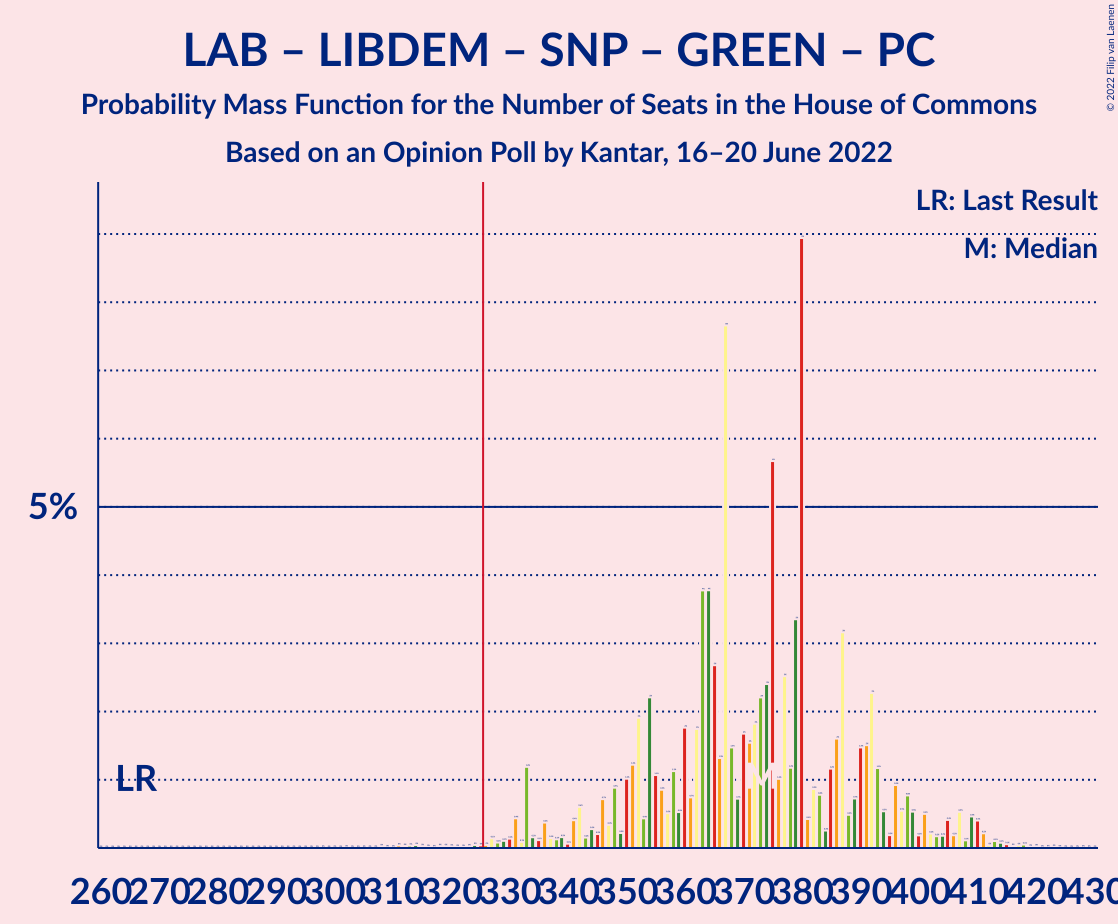 LAB – LIBDEM – SNP – GREEN – PC
Probability Mass Function for the Number of Seats in the House of Commons
Based on an Opinion Poll by Kantar, 16–20 June 2022
© 2022 Filip van Laenen
LR: Last Result
M: Median
5%
LR
M
260 270 280 290 300 310 320 330 340 350 360 370 380 390 400 410 420 430